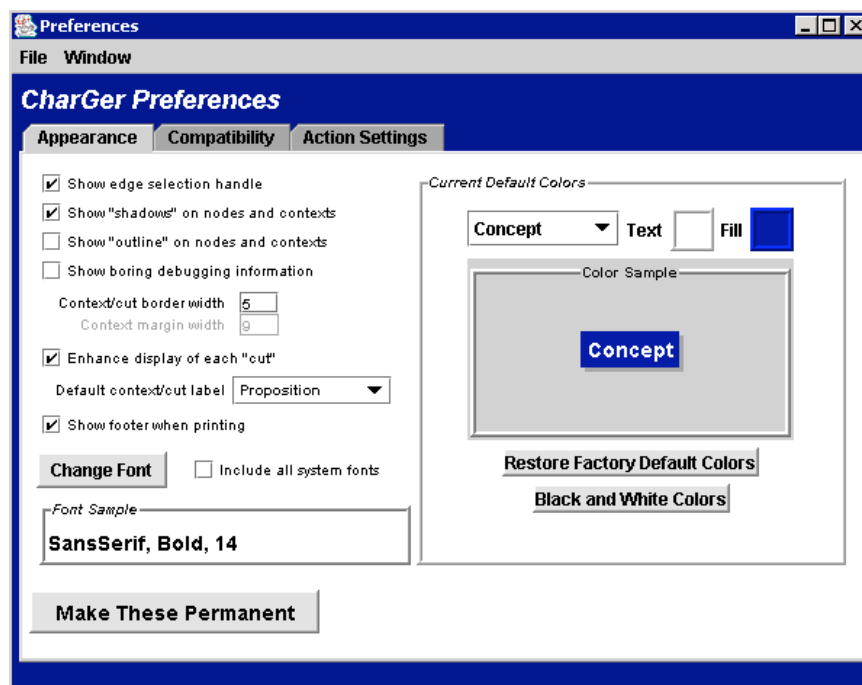 Preferences
File Window
CharGer Preferences
Appearance Compatibility Action Settings
Show edge selection handle
Show "shadows" on nodes and contexts
Show "outline" on nodes and contexts
Show boring debugging information
Context/cut border width 5
Context margin width 9
Enhance display of each "cut"
Default context/cut label Proposition
Show footer when printing
Change Font Include all system fonts
Font Sample
SansSerif, Bold, 14
Make These Permanent
Current Default Colors
Concept Text Fill
Color Sample
Concept
Restore Factory Default Colors
Black and White Colors